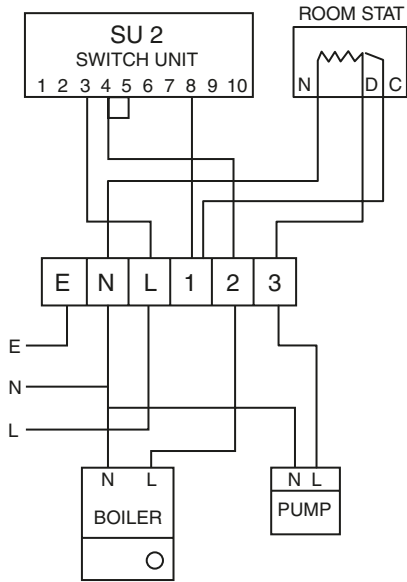 ROOM STAT
SU 2
SWITCH UNIT
1 2 3 4 5 6 7 8 9 10
N D C
E N L 1 2 3
E
N
L
N L
BOILER
N L
PUMP